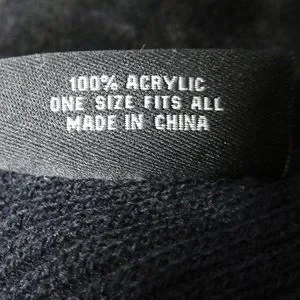 100% ACRYLIC
ONE SIZE FITS ALL
MADE IN CHINA